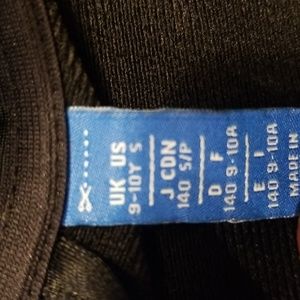 UK US
9-10Y S
J CDN
140 S/P
D F
140 9-10A
E I
140 9-10A
MADE IN